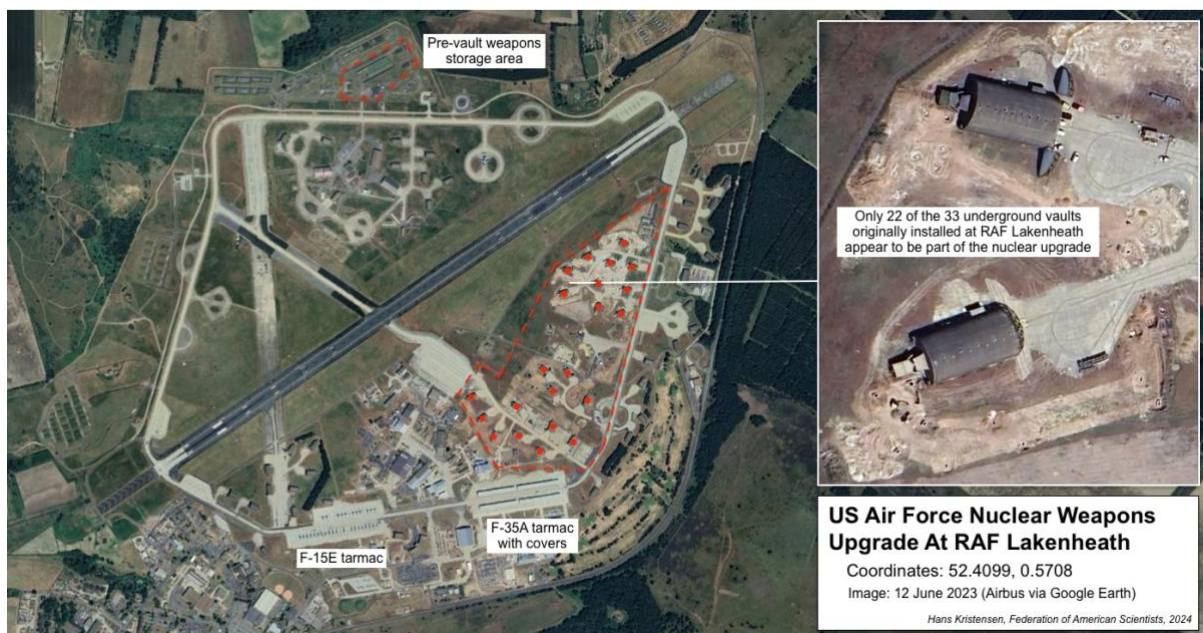 Pre-vault weapons
storage area
Only 22 of the 33 underground vaults
originally installed at RAF Lakenheath
appear to be part of the nuclear upgrade
F-35A tarmac
with covers
F-15E tarmac
US Air Force Nuclear Weapons
Upgrade At RAF Lakenheath
Coordinates: 52.4099, 0.5708
Image: 12 June 2023 (Airbus via Google Earth)
Hans Kristensen, Federation of American Scientists, 2024